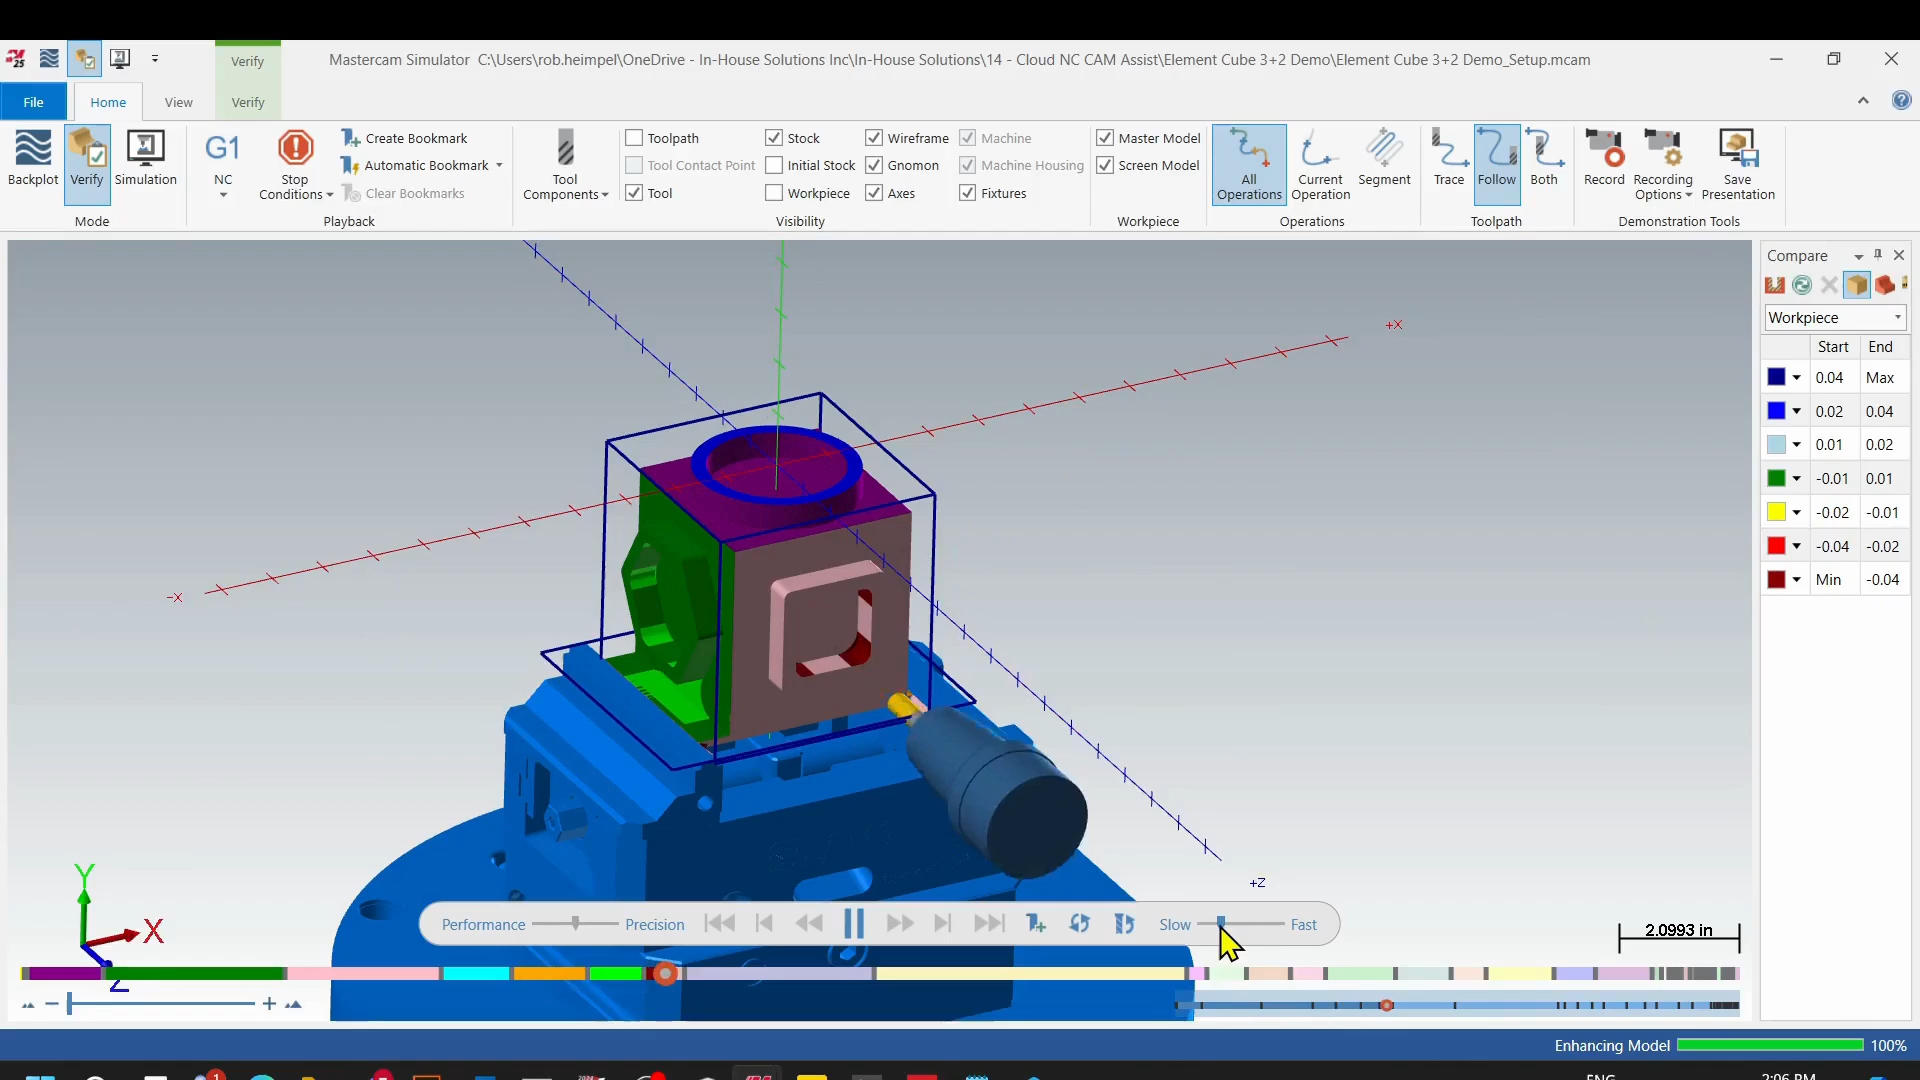 25
Verify
Mastercam Simulator C:\Users\rob.heimpel\OneDrive - In-House Solutions Inc\In-House Solutions\14 - Cloud NC CAM Assist\Element Cube 3+2 Demo\Element Cube 3+2 Demo_Setup.mcam
File
Home
View
Verify
Backplot
Verify
Simulation
Mode
G1
NC
Stop Conditions
Create Bookmark
Automatic Bookmark
Clear Bookmarks
Playback
Tool Components
Toolpath
Tool Contact Point
Tool
Stock
Initial Stock
Workpiece
Wireframe
Gnomon
Axes
Machine
Machine Housing
Fixtures
Visibility
Master Model
Screen Model
Workpiece
All Operations
Current Operation
Segment
Operations
Trace
Follow
Both
Toolpath
Record
Recording Options
Save Presentation
Demonstration Tools
Compare
Workpiece
Start End
0.04 Max
0.02 0.04
0.01 0.02
-0.01 0.01
-0.02 -0.01
-0.04 -0.02
Min -0.04
+X
-X
+Z
Y
X
Z
Performance
Precision
Slow
Fast
2.0993 in
Enhancing Model
100%
1
ENG
2:06 PM